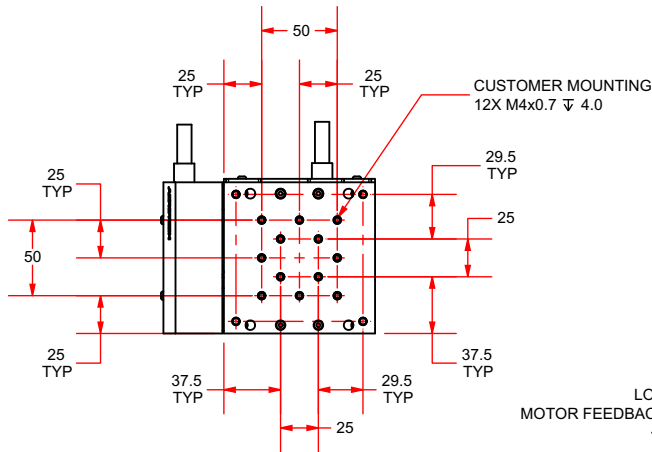 50
25
TYP
25
TYP
CUSTOMER MOUNTING
12X M4x0.7 ↧ 4.0
29.5
TYP
25
TYP
25
50
25
TYP
37.5
TYP
37.5
TYP
29.5
TYP
25
LO
MOTOR FEEDBAC